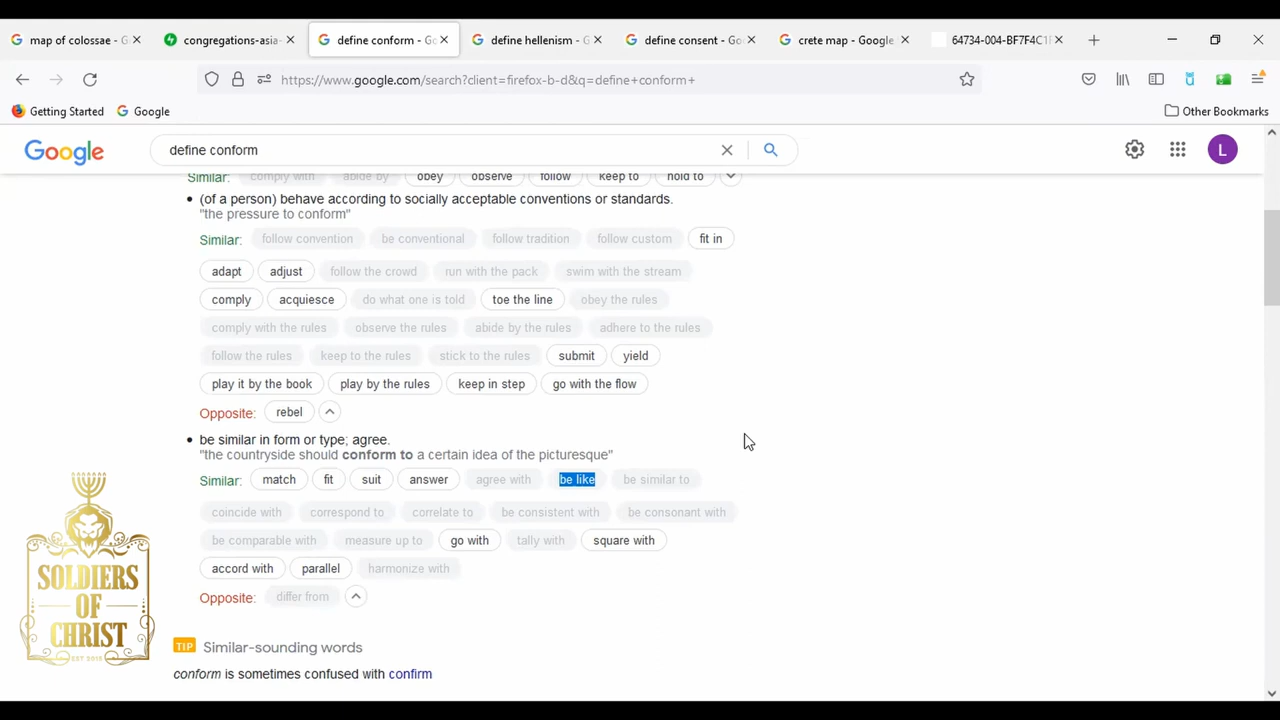 map of colossae - G
congregations-asia-
define conform - Go
define hellenism - G
define consent - Goo
crete map - Google
64734-004-BF7F4C1F
https://www.google.com/search?client=firefox-b-d&q=define+conform+
Getting Started
Google
Other Bookmarks
Google
define conform
L
Similar: comply with abide by obey observe follow keep to hold to
(of a person) behave according to socially acceptable conventions or standards.
"the pressure to conform"
Similar: follow convention be conventional follow tradition follow custom fit in
adapt adjust follow the crowd run with the pack swim with the stream
comply acquiesce do what one is told toe the line obey the rules
comply with the rules observe the rules abide by the rules adhere to the rules
follow the rules keep to the rules stick to the rules submit yield
play it by the book play by the rules keep in step go with the flow
Opposite: rebel
be similar in form or type; agree.
"the countryside should conform to a certain idea of the picturesque"
Similar: match fit suit answer agree with be like be similar to
coincide with correspond to correlate to be consistent with be consonant with
be comparable with measure up to go with tally with square with
accord with parallel harmonize with
Opposite: differ from
TIP Similar-sounding words
conform is sometimes confused with confirm
SOLDIERS
OF
CHRIST
EST 2015